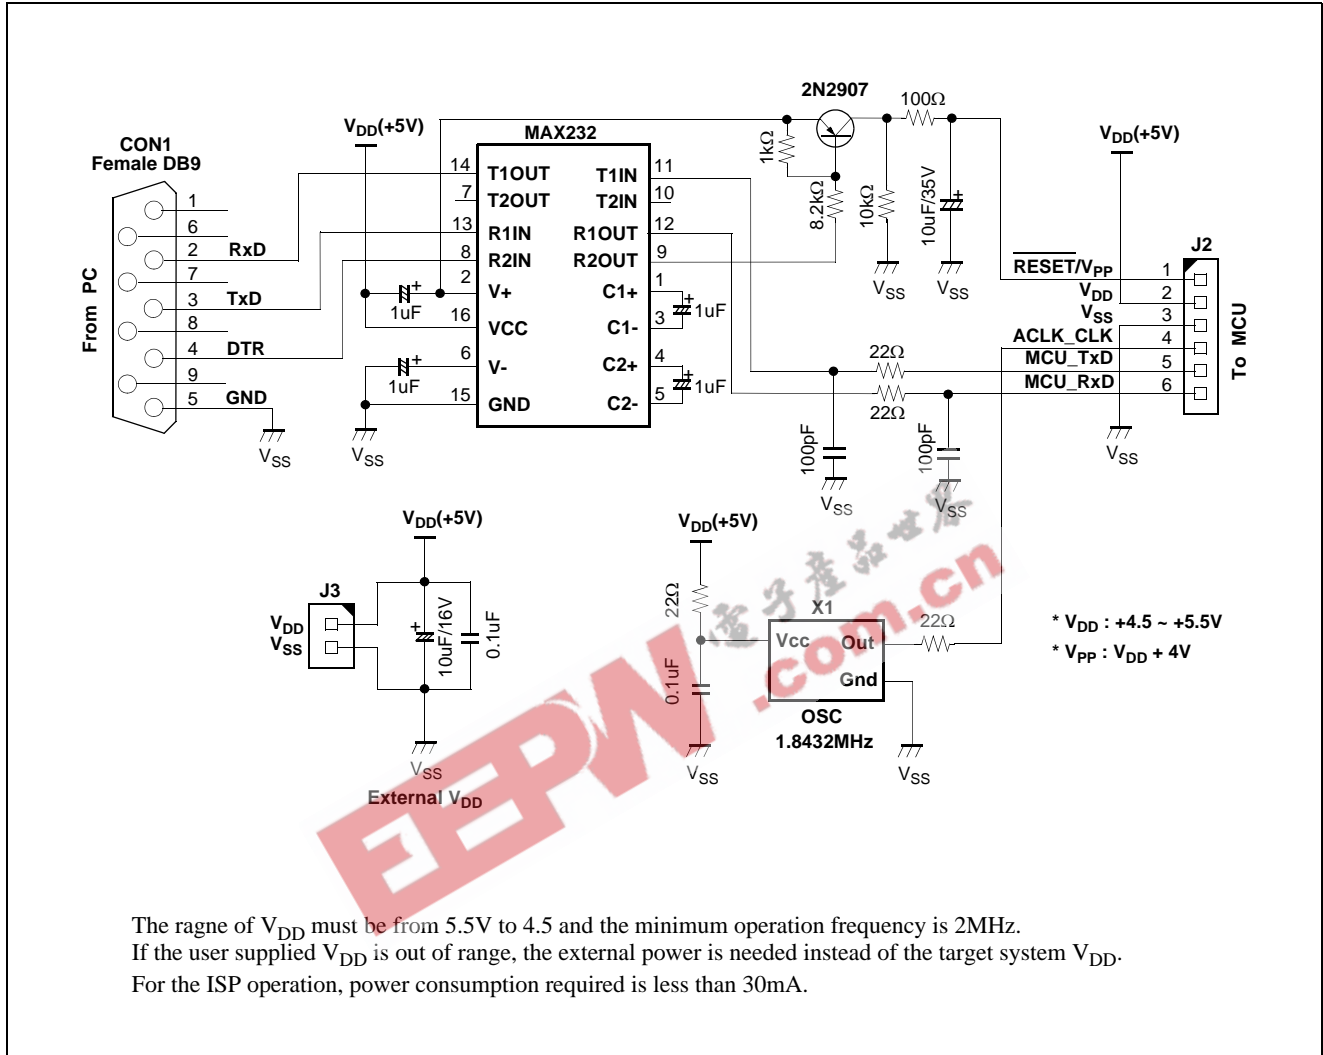 2N2907
100Ω
VDD(+5V)
MAX232
CON1
Female DB9
From PC
1
6
2
7
3
8
4
9
5
RxD
TxD
DTR
GND
VSS
14
7
13
8
2
16
6
15
T1OUT
T2OUT
R1IN
R2IN
V+
VCC
V-
GND
T1IN
T2IN
R1OUT
R2OUT
C1+
C1-
C2+
C2-
11
10
12
9
1
3
4
5
+
1uF
+
1uF
VSS
+
1uF
+
1uF
1kΩ
8.2kΩ
10kΩ
10uF/35V
+
VSS
VSS
VDD(+5V)
J2
RESET/VPP
VDD
VSS
ACLK_CLK
MCU_TxD
MCU_RxD
1
2
3
4
5
6
To MCU
VSS
22Ω
22Ω
100pF
100pF
VSS
VSS
VDD(+5V)
J3
VDD
VSS
+
10uF/16V
0.1uF
VSS
External VDD
VDD(+5V)
22Ω
0.1uF
VSS
X1
Vcc
Out
Gnd
OSC
1.8432MHz
22Ω
VSS
* VDD : +4.5 ~ +5.5V
* VPP : VDD + 4V
電子產品世界
EEPW
.com.cn
The ragne of VDD must be from 5.5V to 4.5 and the minimum operation frequency is 2MHz.
If the user supplied VDD is out of range, the external power is needed instead of the target system VDD.
For the ISP operation, power consumption required is less than 30mA.